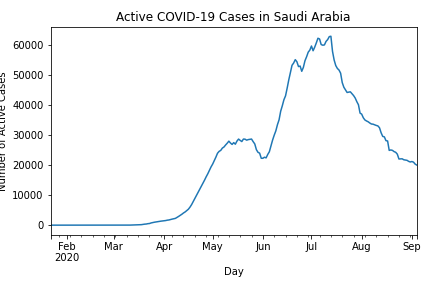 Active COVID-19 Cases in Saudi Arabia
Number of Active Cases
60000
50000
40000
30000
20000
10000
0
Feb Mar Apr May Jun Jul Aug Sep
2020
Day